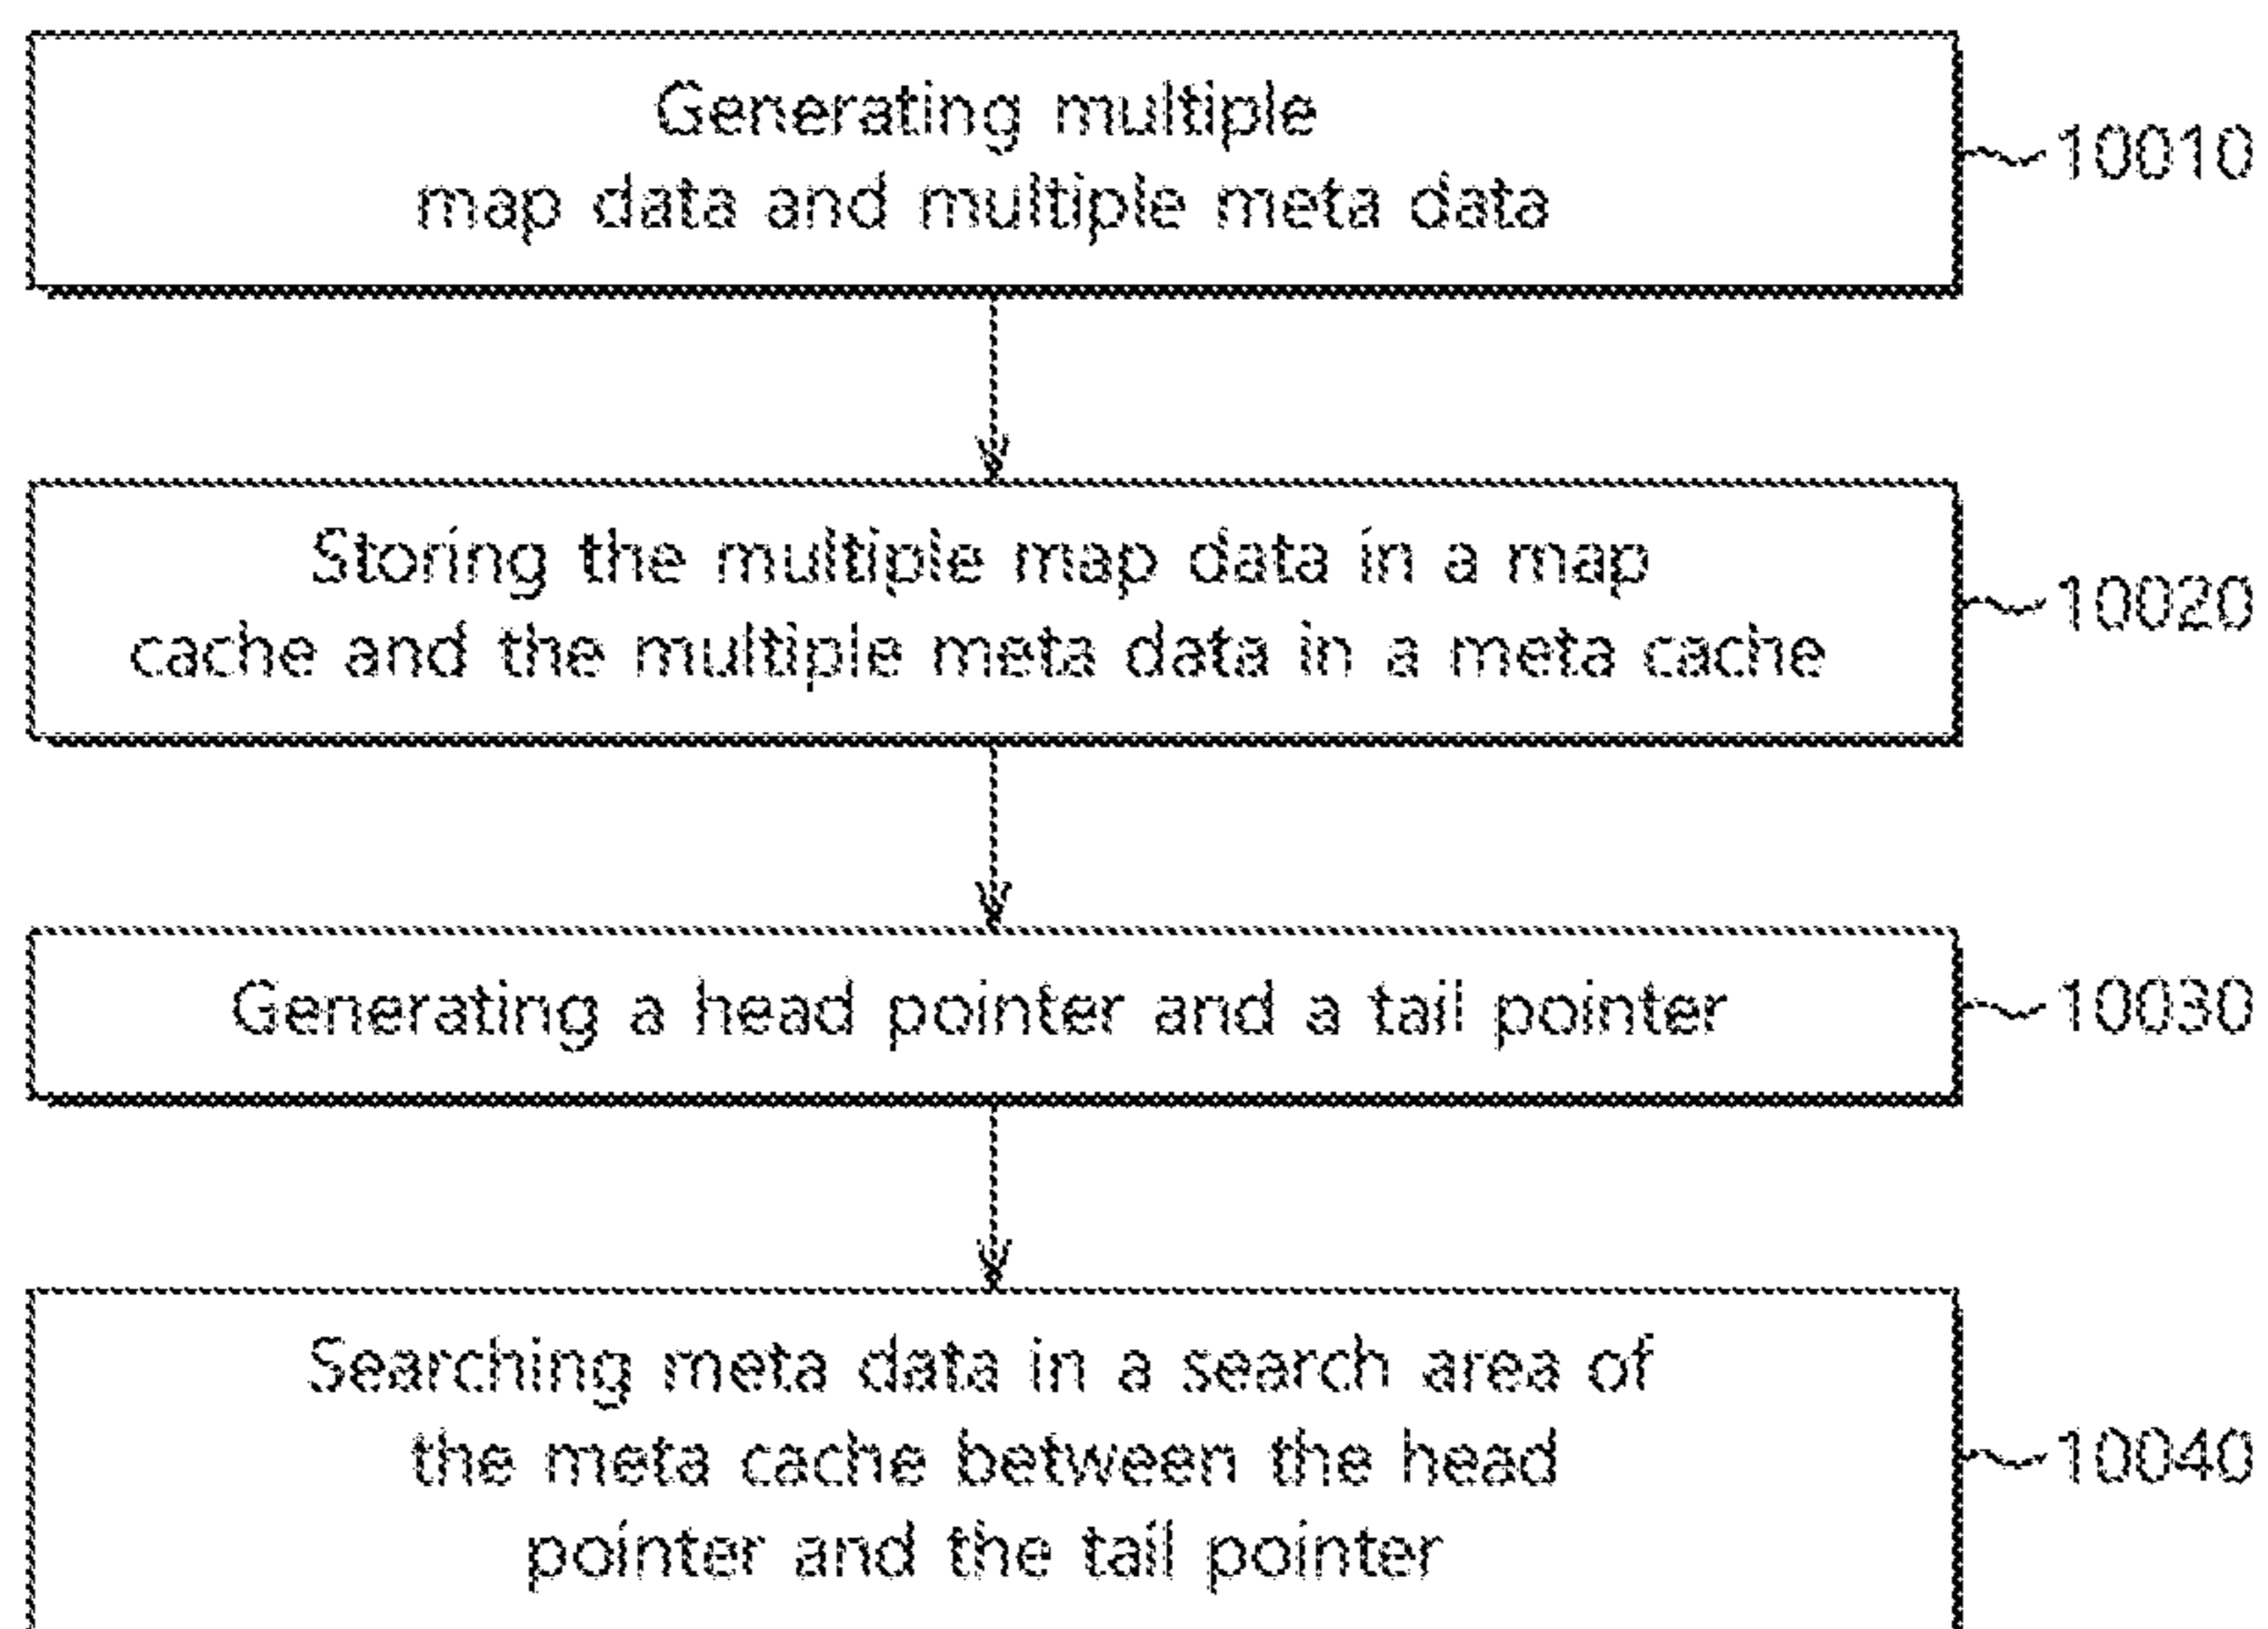 Generating multiple
map data and multiple meta data
10010
Storing the multiple map data in a map
cache and the multiple meta data in a meta cache
10020
Generating a head pointer and a tail pointer
10030
Searching meta data in a search area of
the meta cache between the head
pointer and the tail pointer
10040